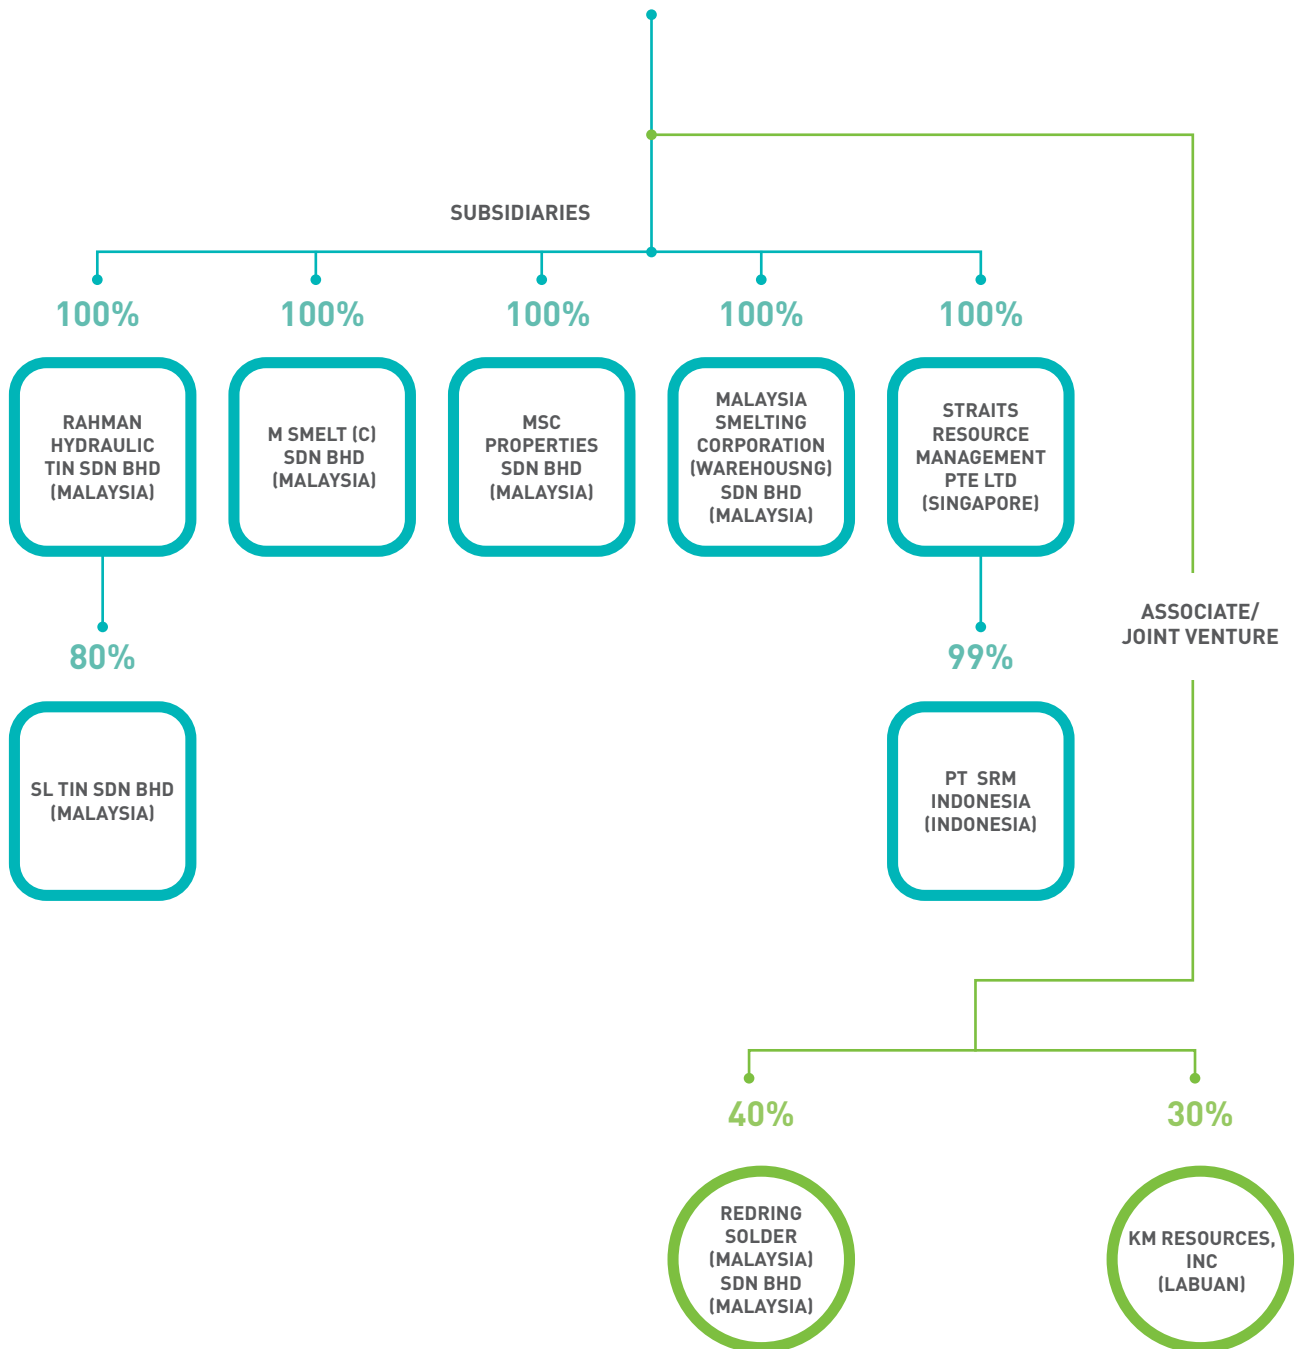 SUBSIDIARIES
100%
RAHMAN
HYDRAULIC
TIN SDN BHD
(MALAYSIA)
100%
M SMELT (C)
SDN BHD
(MALAYSIA)
100%
MSC
PROPERTIES
SDN BHD
(MALAYSIA)
100%
MALAYSIA
SMELTING
CORPORATION
(WAREHOUSNG)
SDN BHD
(MALAYSIA)
100%
STRAITS
RESOURCE
MANAGEMENT
PTE LTD
(SINGAPORE)
80%
SL TIN SDN BHD
(MALAYSIA)
99%
PT SRM
INDONESIA
(INDONESIA)
ASSOCIATE/
JOINT VENTURE
40%
REDRING
SOLDER
(MALAYSIA)
SDN BHD
(MALAYSIA)
30%
KM RESOURCES,
INC
(LABUAN)